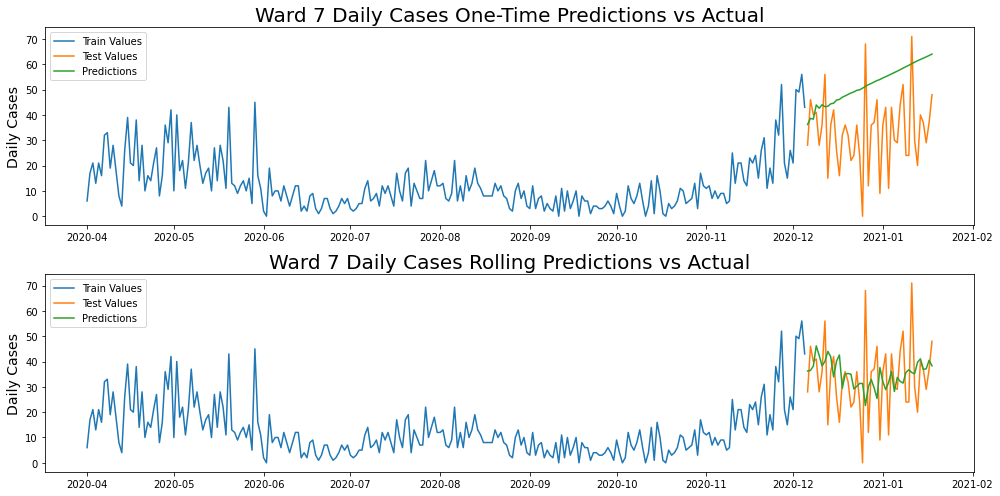 Ward 7 Daily Cases One-Time Predictions vs Actual
Daily Cases
70
60
50
40
30
20
10
0
Train Values
Test Values
Predictions
2020-04 2020-05 2020-06 2020-07 2020-08 2020-09 2020-10 2020-11 2020-12 2021-01 2021-02
Ward 7 Daily Cases Rolling Predictions vs Actual
Daily Cases
70
60
50
40
30
20
10
0
Train Values
Test Values
Predictions
2020-04 2020-05 2020-06 2020-07 2020-08 2020-09 2020-10 2020-11 2020-12 2021-01 2021-02